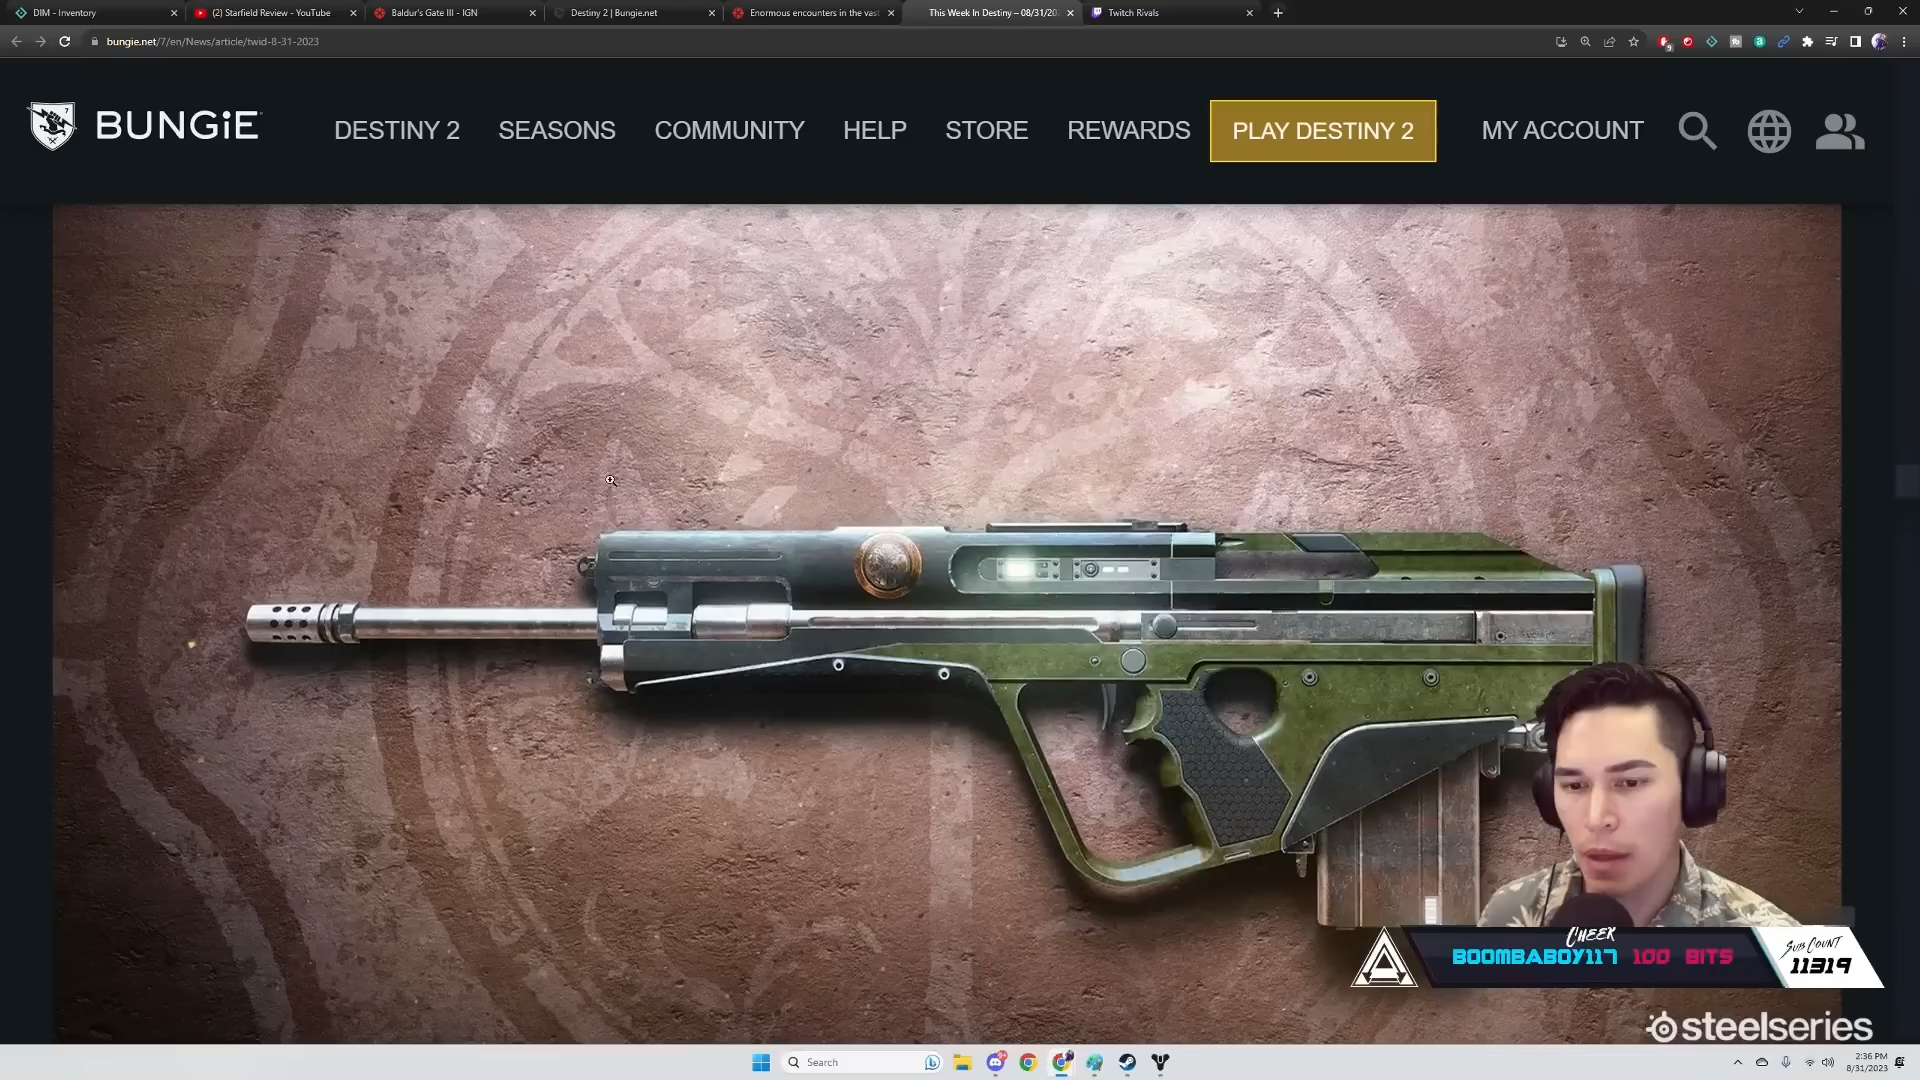 DIM - Inventory
(2) Starfield Review - YouTube
Baldur's Gate III - IGN
Destiny 2 | Bungie.net
Enormous encounters in the vast
This Week In Destiny – 08/31/20
Twitch Rivals
bungie.net/7/en/News/article/twid-8-31-2023
BUNGiE
DESTINY 2
SEASONS
COMMUNITY
HELP
STORE
REWARDS
PLAY DESTINY 2
MY ACCOUNT
CHEER
BOOMBABOY117 100 BITS
SUB COUNT
11319
steelseries
Search
2:36 PM
8/31/2023